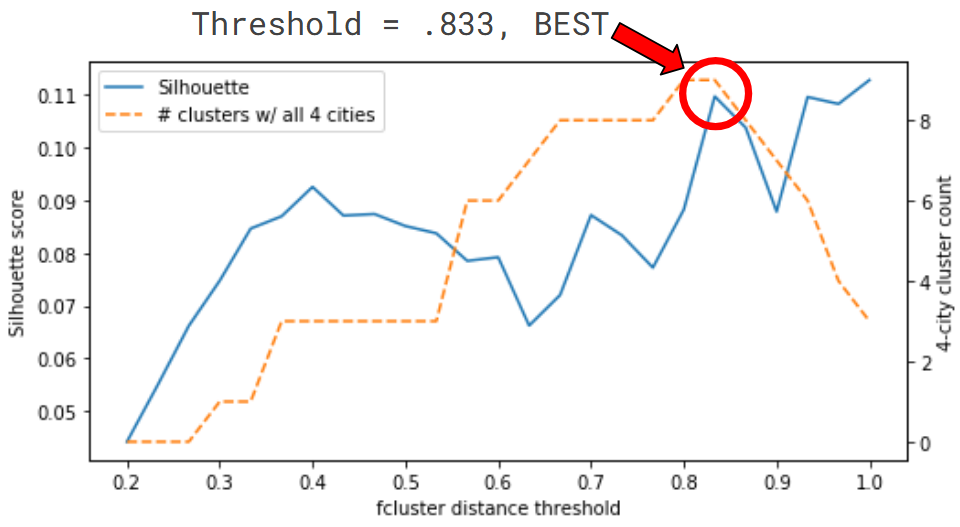 Threshold = .833, BEST
Silhouette
# clusters w/ all 4 cities
0.11
0.10
0.09
0.08
0.07
0.06
0.05
Silhouette score
8
6
4
2
0
4-city cluster count
0.2 0.3 0.4 0.5 0.6 0.7 0.8 0.9 1.0
fcluster distance threshold